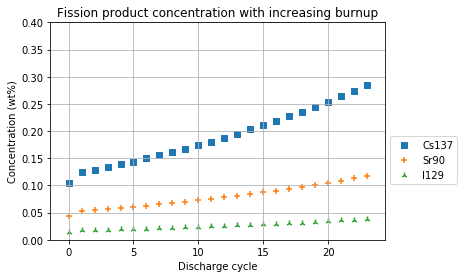 Fission product concentration with increasing burnup
0.40
0.35
0.30
0.25
0.20
0.15
0.10
0.05
0.00
Concentration (wt%)
0 5 10 15 20
Discharge cycle
Cs137
Sr90
I129